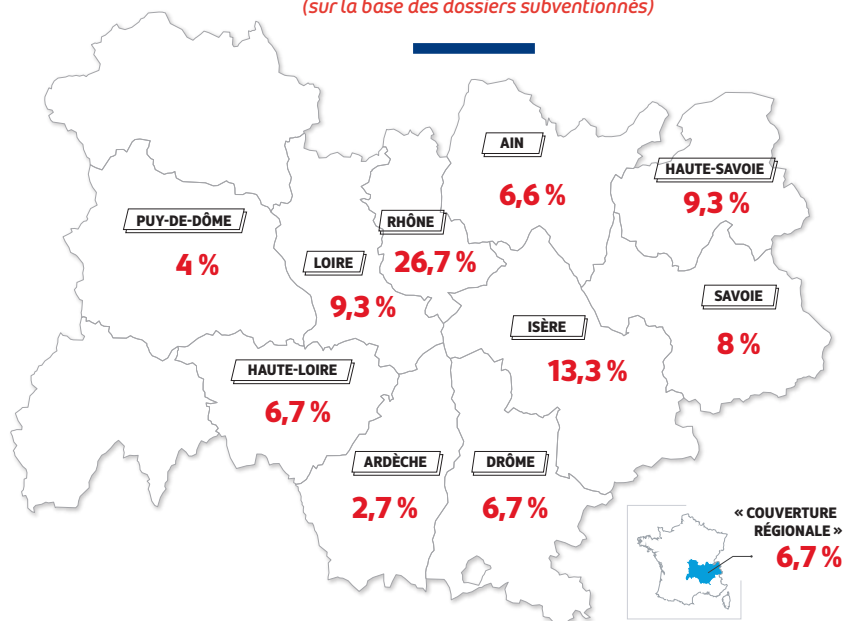 (sur la base des dossiers subventionnés)
AIN
6,6 %
HAUTE-SAVOIE
9,3 %
PUY-DE-DÔME
4 %
RHÔNE
26,7 %
LOIRE
9,3 %
SAVOIE
8 %
ISÈRE
13,3 %
HAUTE-LOIRE
6,7 %
ARDÈCHE
2,7 %
DRÔME
6,7 %
« COUVERTURE
RÉGIONALE »
6,7 %